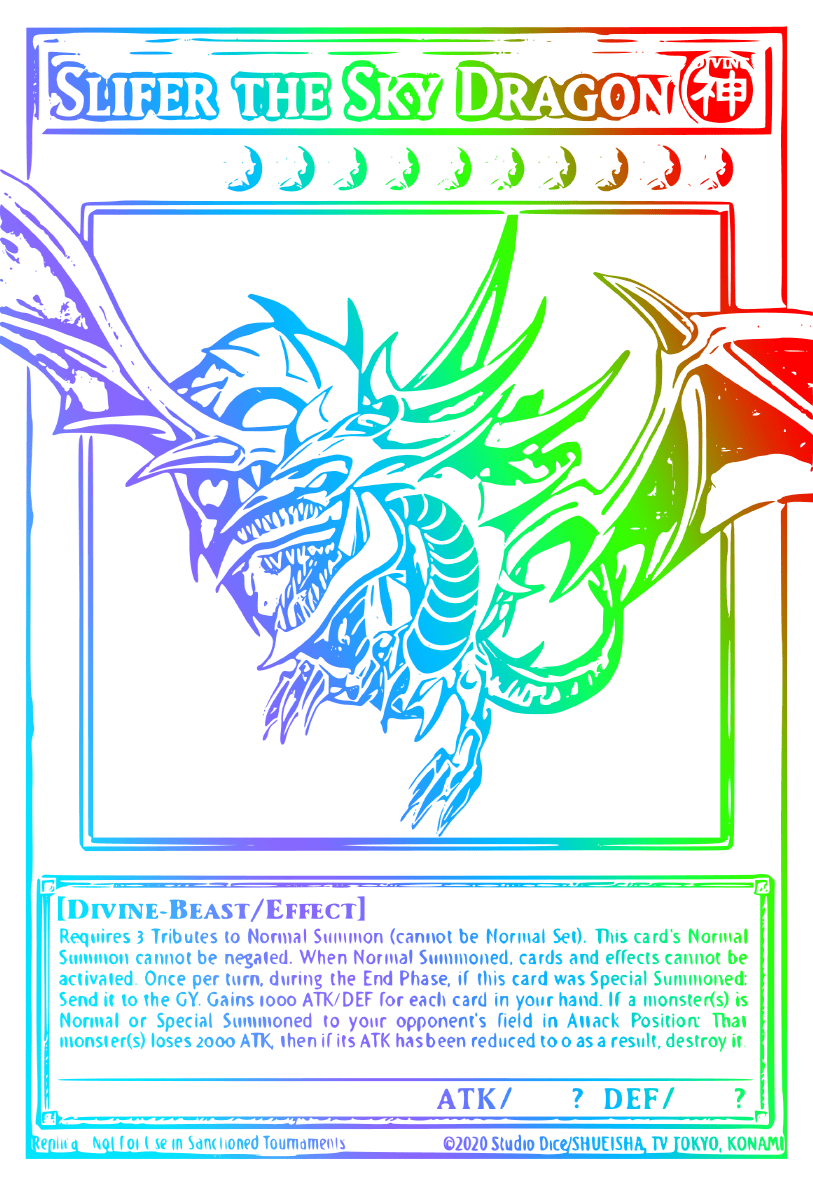 SLIFER THE SKY DRAGON
DIVINE
神
[DIVINE-BEAST/EFFECT]
Requires 3 Tributes to Normal Summon (cannot be Normal Set). This card's Normal
Summon cannot be negated. When Normal Summoned, cards and effects cannot be
activated. Once per turn, during the End Phase, if this card was Special Summoned:
Send it to the GY. Gains 1000 ATK/DEF for each card in your hand. If a monster(s) is
Normal or Special Summoned to your opponent's field in Attack Position: That
monster(s) loses 2000 ATK, then if its ATK has been reduced to 0 as a result, destroy it.
ATK/ ? DEF/ ?
Replica Not For Use in Sanctioned Tournaments
©2020 Studio Dice/SHUEISHA, TV TOKYO, KONAMI